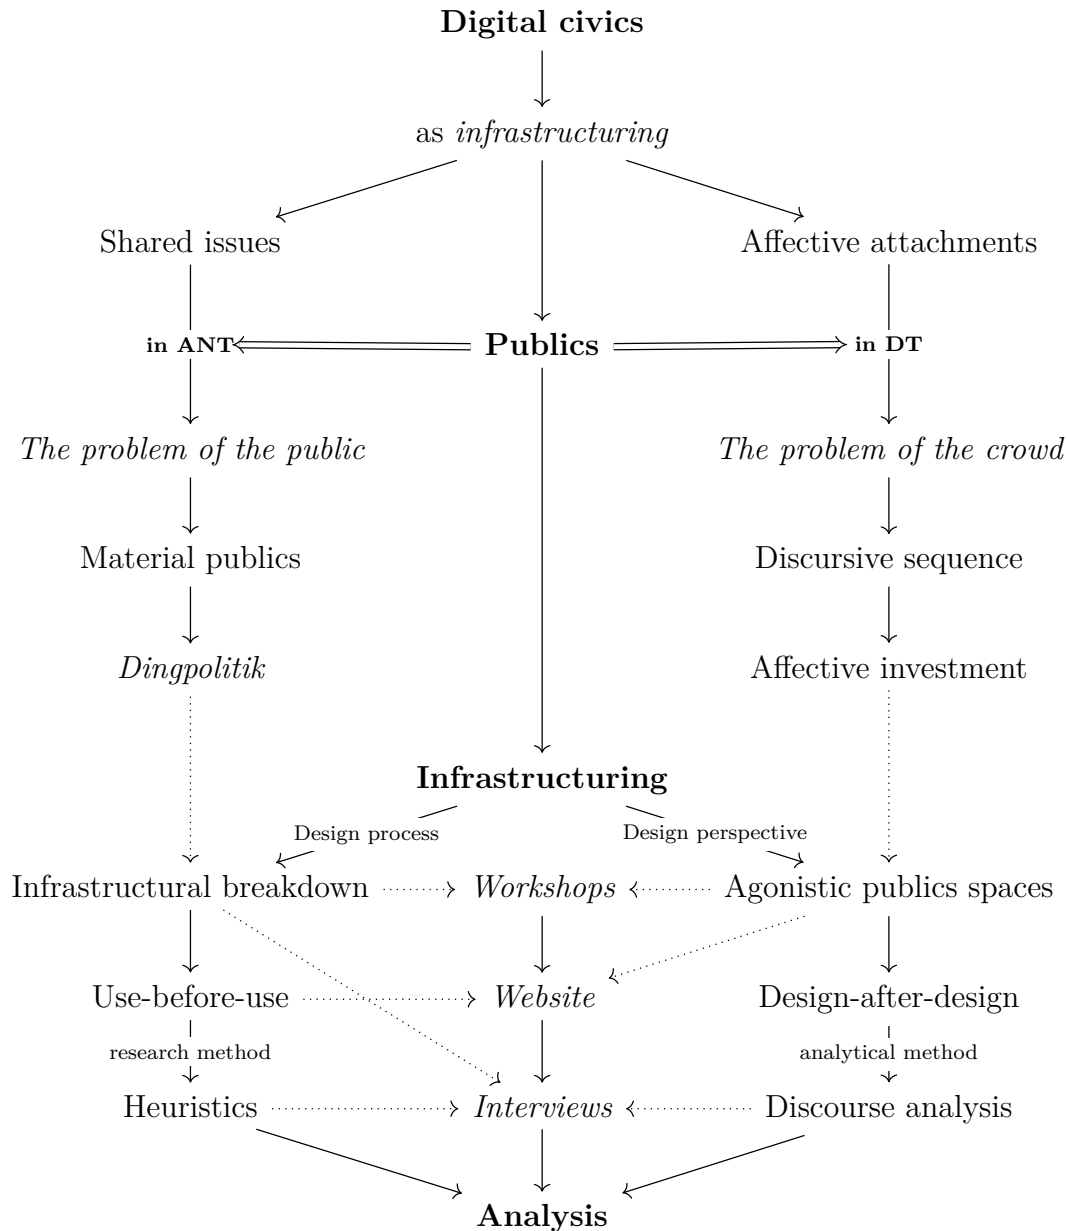 Digital civics
as infrastructuring
Shared issues
Affective attachments
in ANT
Publics
in DT
The problem of the public
The problem of the crowd
Material publics
Discursive sequence
Dingpolitik
Affective investment
Infrastructuring
Design process
Design perspective
Infrastructural breakdown
Workshops
Agonistic publics spaces
Use-before-use
Website
Design-after-design
research method
analytical method
Heuristics
Interviews
Discourse analysis
Analysis